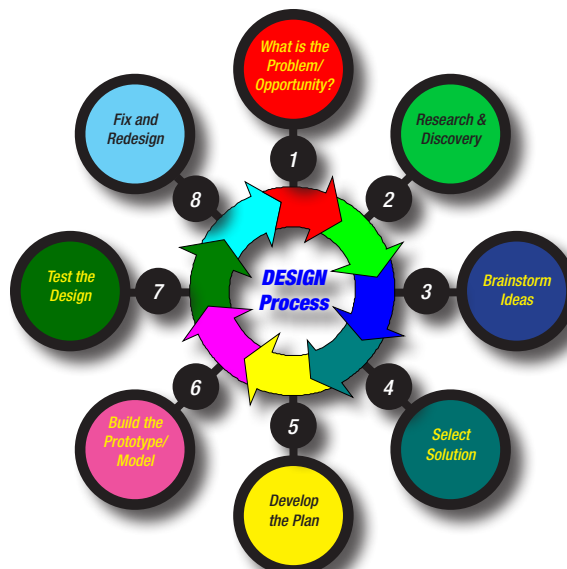 What is the
Problem/
Opportunity?
1
Research &
Discovery
2
Brainstorm
Ideas
3
Select
Solution
4
Develop
the Plan
5
Build the
Prototype/
Model
6
Test the
Design
7
Fix and
Redesign
8
DESIGN
Process